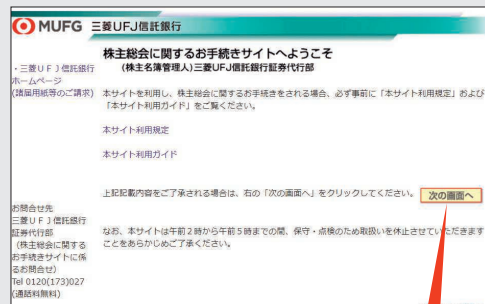 MUFG 三菱UFJ信託銀行
株主総会に関するお手続きサイトへようこそ
(株主名簿管理人)三菱UFJ信託銀行証券代行部
・三菱UFJ信託銀行
ホームページ
(諸届用紙等のご請求)
本サイトを利用し、株主総会に関するお手続きをされる場合、必ず事前に「本サイト利用規定」および
「本サイト利用ガイド」をご覧ください。
本サイト利用規定
本サイト利用ガイド
上記記載内容をご了承される場合は、右の「次の画面へ」をクリックしてください。
次の画面へ
なお、本サイトは午前2時から午前5時までの間、保守・点検のため取扱いを休止させていただきます
ことをあらかじめご了承ください。
お問合せ先
三菱UFJ信託銀行
証券代行部
(株主総会に関する
お手続きサイトに係
るお問合せ)
Tel 0120(173)027
(通話料無料)